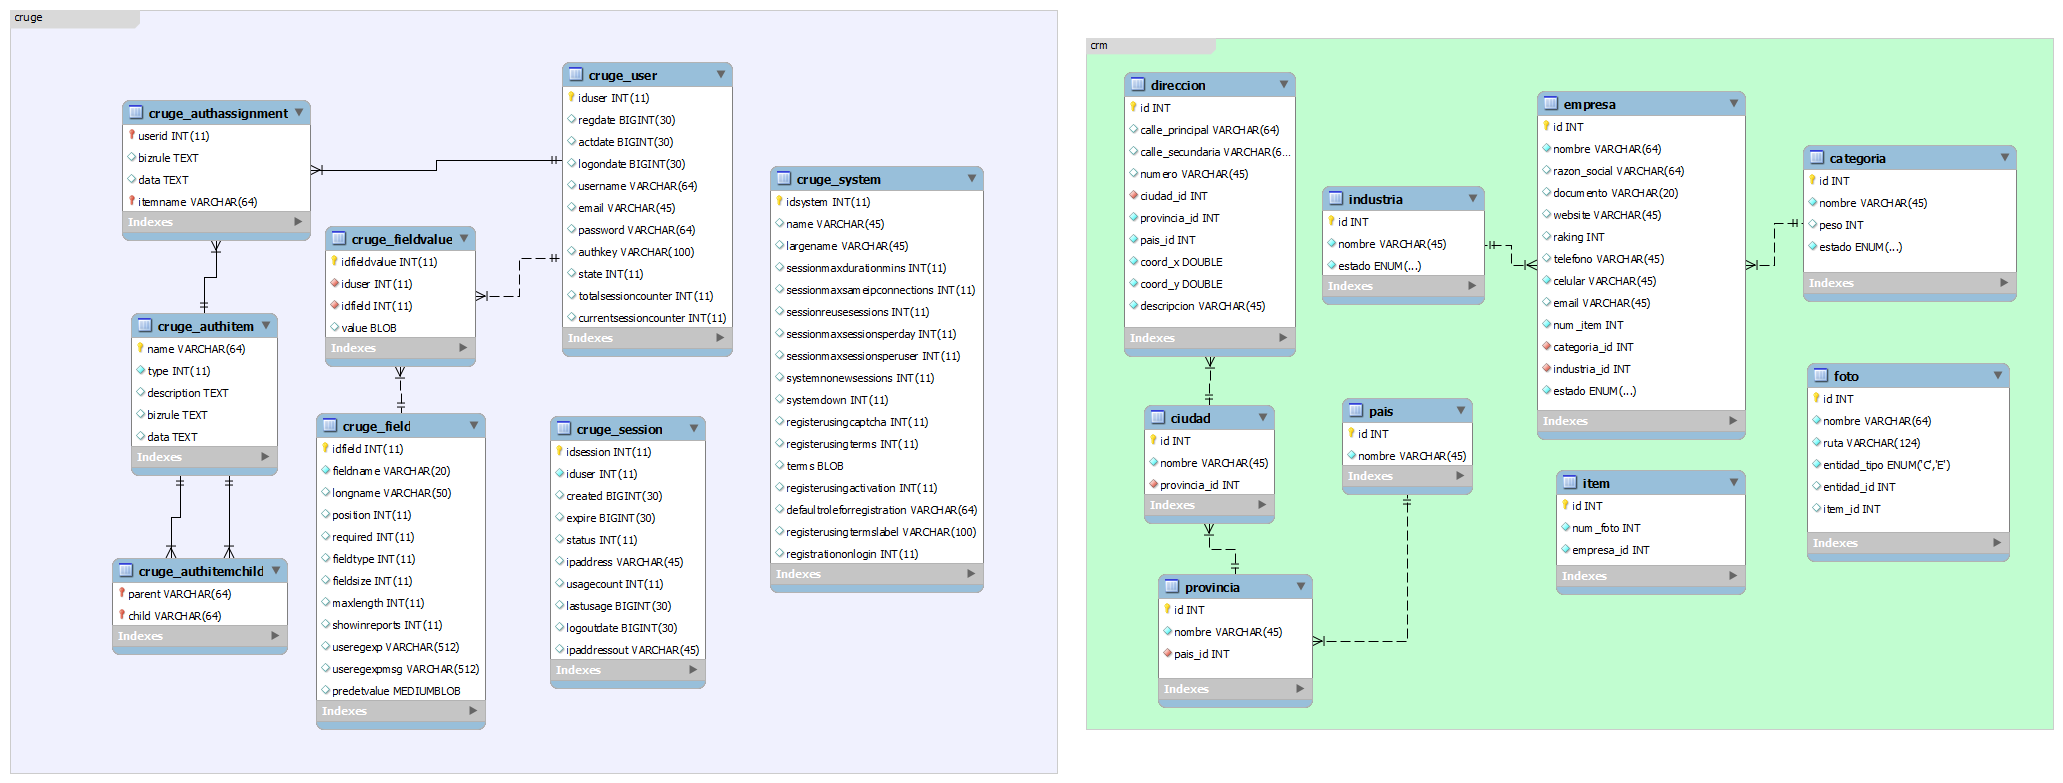 cruge
cruge_authassignment
userid INT(11)
bizrule TEXT
data TEXT
itemname VARCHAR(64)
Indexes
cruge_authitem
name VARCHAR(64)
type INT(11)
description TEXT
bizrule TEXT
data TEXT
Indexes
cruge_authitemchild
parent VARCHAR(64)
child VARCHAR(64)
Indexes
cruge_fieldvalue
idfieldvalue INT(11)
iduser INT(11)
idfield INT(11)
value BLOB
Indexes
cruge_field
idfield INT(11)
fieldname VARCHAR(20)
longname VARCHAR(50)
position INT(11)
required INT(11)
fieldtype INT(11)
fieldsize INT(11)
maxlength INT(11)
showinreports INT(11)
useregexp VARCHAR(512)
useregexpmsg VARCHAR(512)
predetvalue MEDIUMBLOB
Indexes
cruge_user
iduser INT(11)
regdate BIGINT(30)
actdate BIGINT(30)
logondate BIGINT(30)
username VARCHAR(64)
email VARCHAR(45)
password VARCHAR(64)
authkey VARCHAR(100)
state INT(11)
totalsessioncounter INT(11)
currentsessioncounter INT(11)
Indexes
cruge_session
idsession INT(11)
iduser INT(11)
created BIGINT(30)
expire BIGINT(30)
status INT(11)
ipaddress VARCHAR(45)
usagecount INT(11)
lastusage BIGINT(30)
logoutdate BIGINT(30)
ipaddressout VARCHAR(45)
Indexes
cruge_system
idsystem INT(11)
name VARCHAR(45)
largename VARCHAR(45)
sessionmaxdurationmins INT(11)
sessionmaxsameipconnections INT(11)
sessionreusesessions INT(11)
sessionmaxsessionsperday INT(11)
sessionmaxsessionsperuser INT(11)
systemnonewsessions INT(11)
systemdown INT(11)
registerusingcaptcha INT(11)
registerusingterms INT(11)
terms BLOB
registerusingactivation INT(11)
defaultroleforregistration VARCHAR(64)
registerusingtermslabel VARCHAR(100)
registrationonlogin INT(11)
Indexes
crm
direccion
id INT
calle_principal VARCHAR(64)
calle_secundaria VARCHAR(6...
numero VARCHAR(45)
ciudad_id INT
provincia_id INT
pais_id INT
coord_x DOUBLE
coord_y DOUBLE
descripcion VARCHAR(45)
Indexes
ciudad
id INT
nombre VARCHAR(45)
provincia_id INT
Indexes
provincia
id INT
nombre VARCHAR(45)
pais_id INT
Indexes
industria
id INT
nombre VARCHAR(45)
estado ENUM(...)
Indexes
pais
id INT
nombre VARCHAR(45)
Indexes
empresa
id INT
nombre VARCHAR(64)
razon_social VARCHAR(64)
documento VARCHAR(20)
website VARCHAR(45)
raking INT
telefono VARCHAR(45)
celular VARCHAR(45)
email VARCHAR(45)
num_item INT
categoria_id INT
industria_id INT
estado ENUM(...)
Indexes
item
id INT
num_foto INT
empresa_id INT
Indexes
categoria
id INT
nombre VARCHAR(45)
peso INT
estado ENUM(...)
Indexes
foto
id INT
nombre VARCHAR(64)
ruta VARCHAR(124)
entidad_tipo ENUM('C','E')
entidad_id INT
item_id INT
Indexes